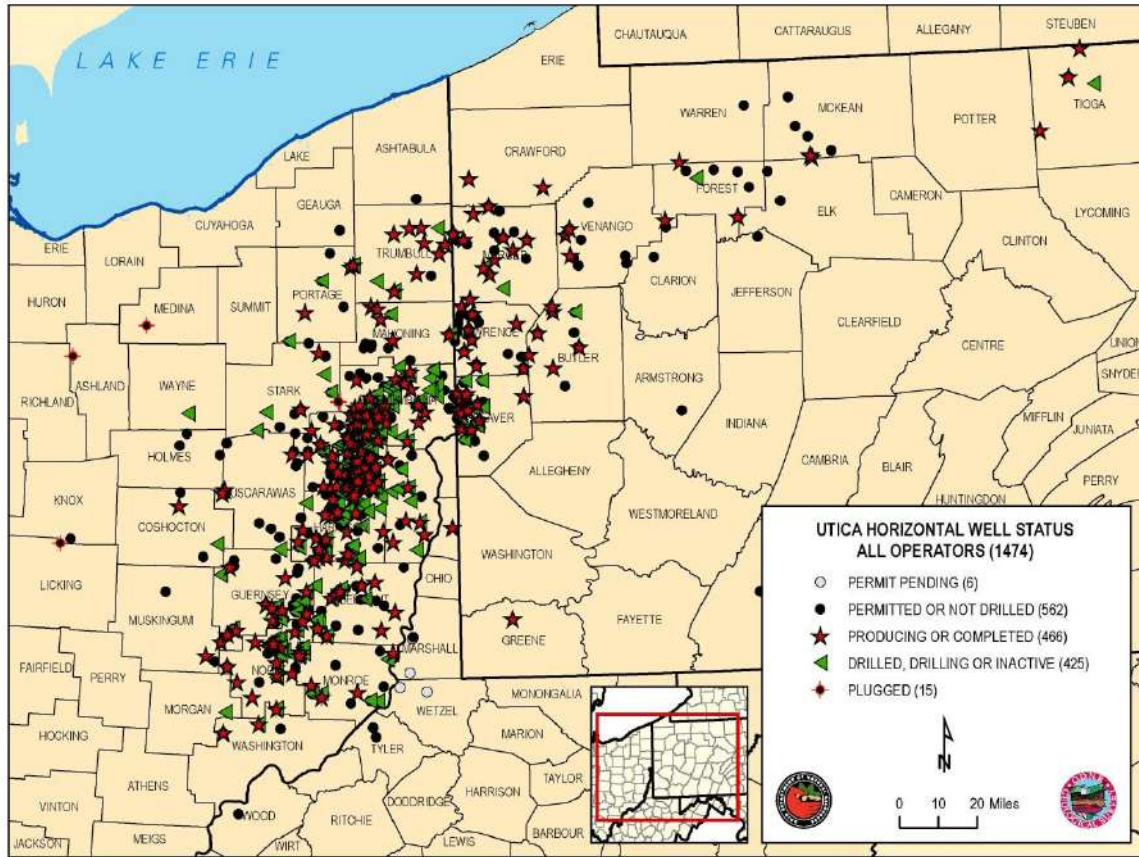 STEUBEN
CHAUTAUQUA
CATTARAUGUS
ALLEGANY
LAKE ERIE
ERIE
WARREN
MCKEAN
POTTER
TIOGA
LAKE
ASHTABULA
CRAWFORD
GEAUGA
FOREST
CAMERON
ELK
LYCOMING
CUYAHOGA
VENANGO
ERIE
LORAIN
TRUMBULL
CLINTON
CLARION
HURON
MEDINA
SUMMIT
PORTAGE
JEFFERSON
MAHONING
CLEARFIELD
CENTRE
UNION
BUTLER
SNYDER
ASHLAND
WAYNE
STARK
ARMSTRONG
RICHLAND
MIFFLIN
INDIANA
JUNIATA
HOLMES
ALLEGHENY
CAMBRIA
BLAIR
PERRY
KNOX
HUNTINGDON
COSHOCTON
WESTMORELAND
WASHINGTON
LICKING
OHIO
GUERNSEY
MUSKINGUM
FAYETTE
GREENE
MARSHALL
FAIRFIELD
PERRY
MONROE
MORGAN
WETZEL
MONONGALIA
HOCKING
WASHINGTON
MARION
TYLER
ATHENS
TAYLOR
HARRISON
VINTON
WOOD
DODDRIDGE
RITCHIE
BARBOUR
JACKSON
MEIGS
WIRT
LEWIS
UTICA HORIZONTAL WELL STATUS
ALL OPERATORS (1474)
PERMIT PENDING (6)
PERMITTED OR NOT DRILLED (562)
PRODUCING OR COMPLETED (466)
DRILLED, DRILLING OR INACTIVE (425)
PLUGGED (15)
N
0 10 20 Miles